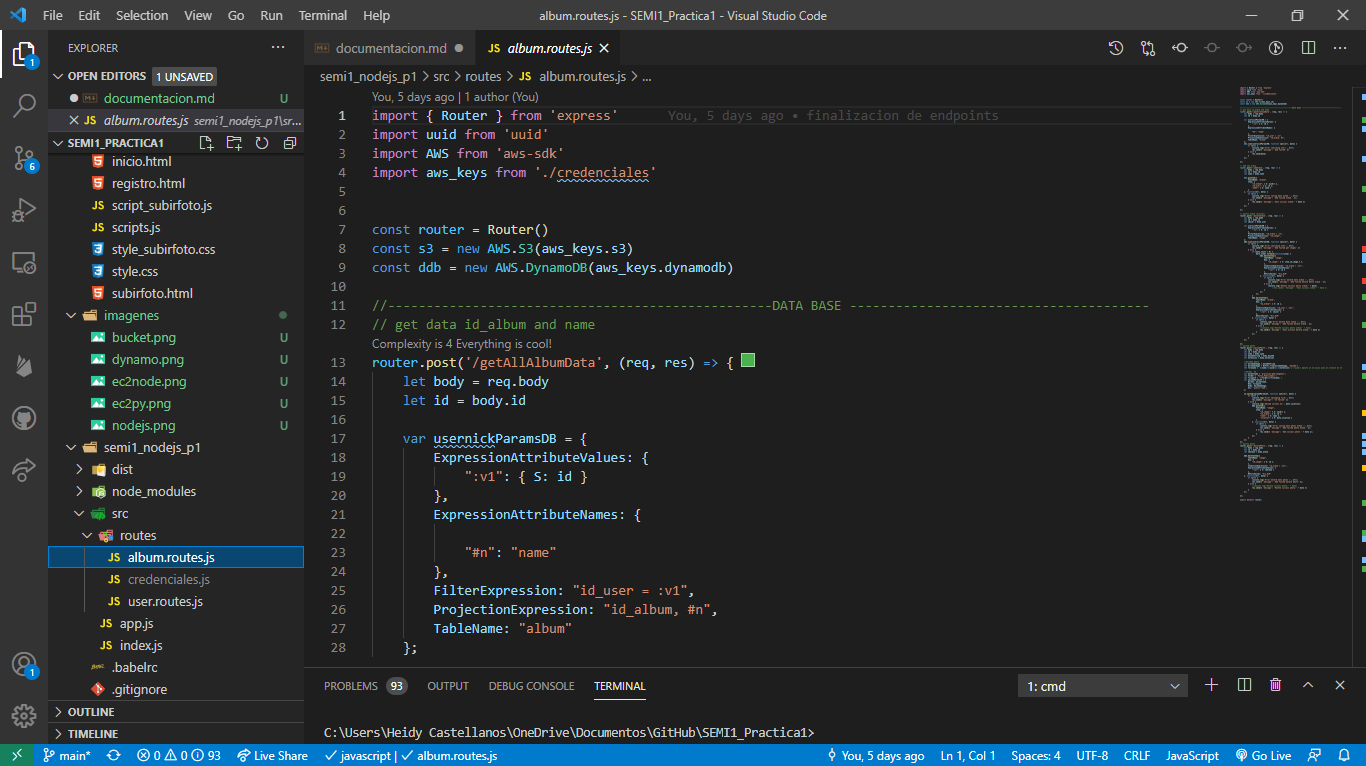 File Edit Selection View Go Run Terminal Help
album.routes.js - SEMI1_Practica1 - Visual Studio Code
EXPLORER
OPEN EDITORS 1 UNSAVED
documentacion.md U
album.routes.js semi1_nodejs_p1\sr...
SEMI1_PRACTICA1
inicio.html
registro.html
script_subirfoto.js
scripts.js
style_subirfoto.css
style.css
subirfoto.html
imagenes
bucket.png U
dynamo.png U
ec2node.png U
ec2py.png U
nodejs.png U
semi1_nodejs_p1
dist
node_modules
src
routes
album.routes.js
credenciales.js
user.routes.js
app.js
index.js
.babelrc
.gitignore
OUTLINE
TIMELINE
1
6
1
documentacion.md
JS album.routes.js
semi1_nodejs_p1 > src > routes > JS album.routes.js > ...
You, 5 days ago | 1 author (You)
1 import { Router } from 'express' You, 5 days ago • finalizacion de endpoints
2 import uuid from 'uuid'
3 import AWS from 'aws-sdk'
4 import aws_keys from './credenciales'
5
6
7 const router = Router()
8 const s3 = new AWS.S3(aws_keys.s3)
9 const ddb = new AWS.DynamoDB(aws_keys.dynamodb)
10
11 //--------------------------------------------------DATA BASE ---------------------------------------
12 // get data id_album and name
Complexity is 4 Everything is cool!
13 router.post('/getAllAlbumData', (req, res) => {
14 let body = req.body
15 let id = body.id
16
17 var usernickParamsDB = {
18 ExpressionAttributeValues: {
19 ":v1": { S: id }
20 },
21 ExpressionAttributeNames: {
22
23 "#n": "name"
24 },
25 FilterExpression: "id_user = :v1",
26 ProjectionExpression: "id_album, #n",
27 TableName: "album"
28 };
PROBLEMS 93 OUTPUT DEBUG CONSOLE TERMINAL
1: cmd
C:\Users\Heidy Castellanos\OneDrive\Documentos\GitHub\SEMI1_Practica1>
main* 0 0 93 Live Share javascript | album.routes.js
You, 5 days ago Ln 1, Col 1 Spaces: 4 UTF-8 CRLF JavaScript Go Live